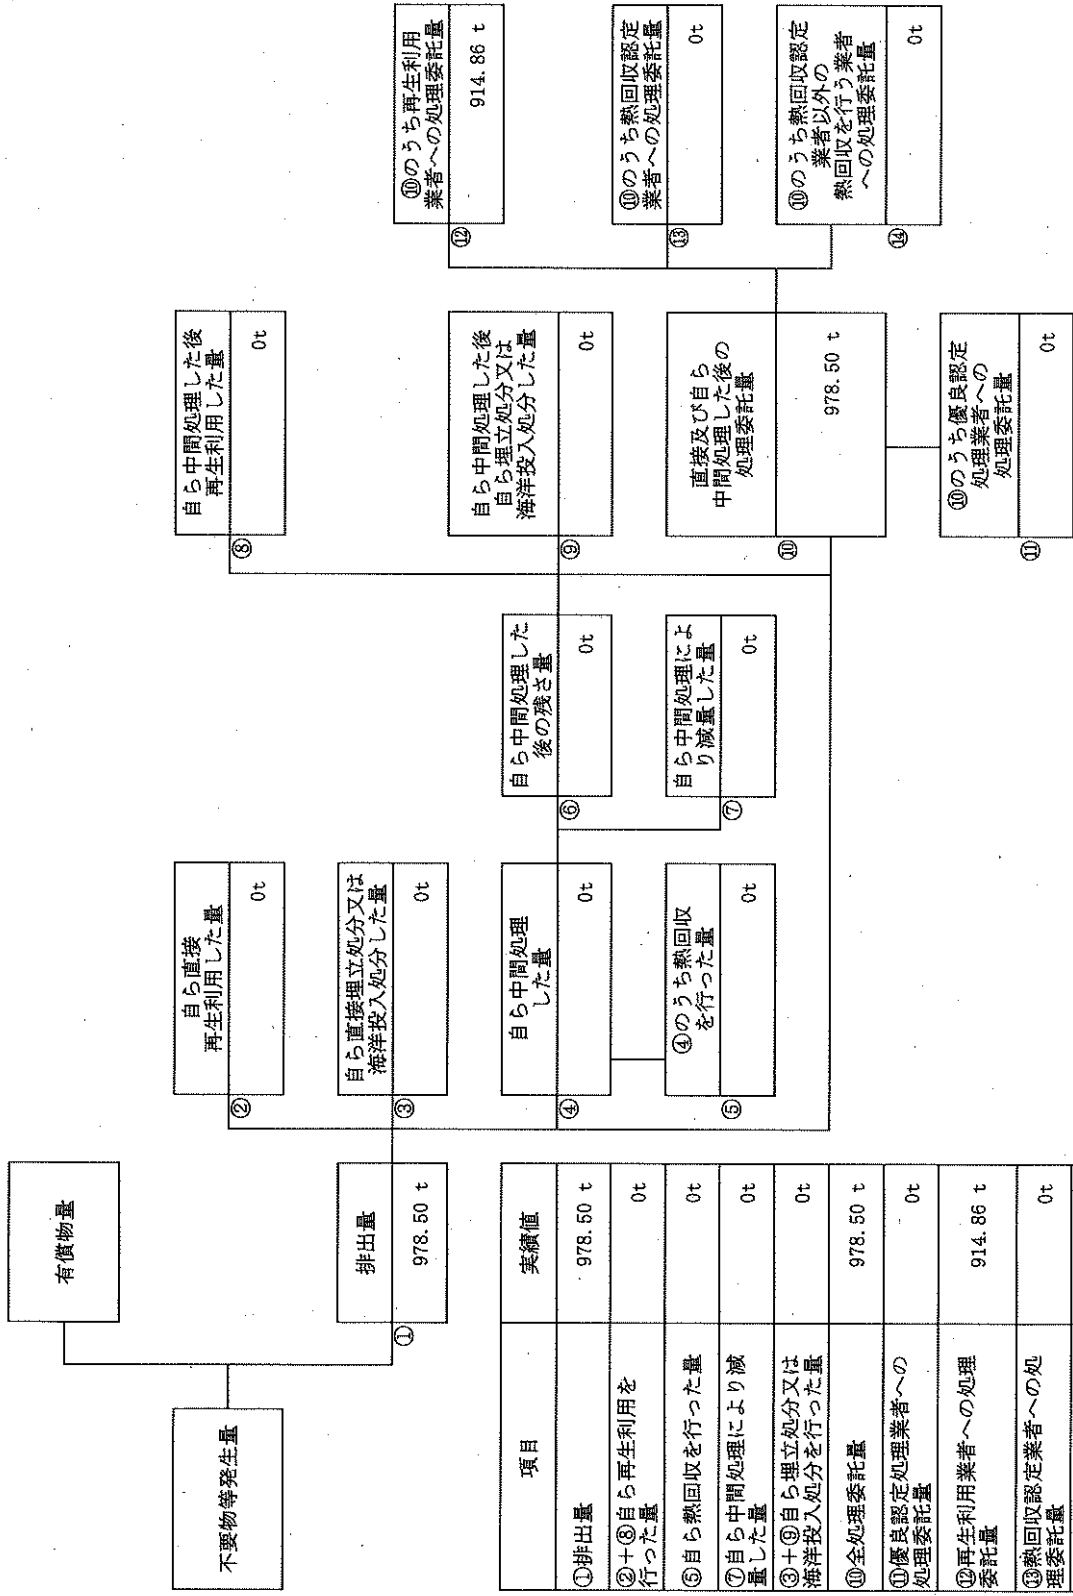 不要物等発生量
有償物量
排出量
①
978.50 t
自ら直接
再生利用した量
②
0t
自ら直接埋立処分又は
海洋投入処分した量
③
0t
自ら中間処理
した量
④
0t
④のうち熱回収
を行った量
⑤
0t
自ら中間処理した
後の残さ量
⑥
0t
自ら中間処理によ
り減量した量
⑦
0t
自ら中間処理した後
再生利用した量
⑧
0t
自ら中間処理した後
自ら埋立処分又は
海洋投入処分した量
⑨
0t
直接及び自ら
中間処理した後の
処理委託量
⑩
978.50 t
⑩のうち優良認定
処理業者への
処理委託量
⑪
0t
⑩のうち再生利用
業者への処理委託量
⑫
914.86 t
⑩のうち熱回収認定
業者への処理委託量
⑬
0t
⑩のうち熱回収認定
業者以外の
熱回収を行う業者
への処理委託量
⑭
0t
項目
実績値
①排出量
978.50 t
②+⑧自ら再生利用を
行った量
0t
⑤自ら熱回収を行った量
0t
⑦自ら中間処理により減
量した量
0t
③+⑨自ら埋立処分又は
海洋投入処分を行った量
0t
⑩全処理委託量
978.50 t
⑪優良認定処理業者への
処理委託量
0t
⑫再生利用業者への処理
委託量
914.86 t
⑬熱回収認定業者への処
理委託量
0t